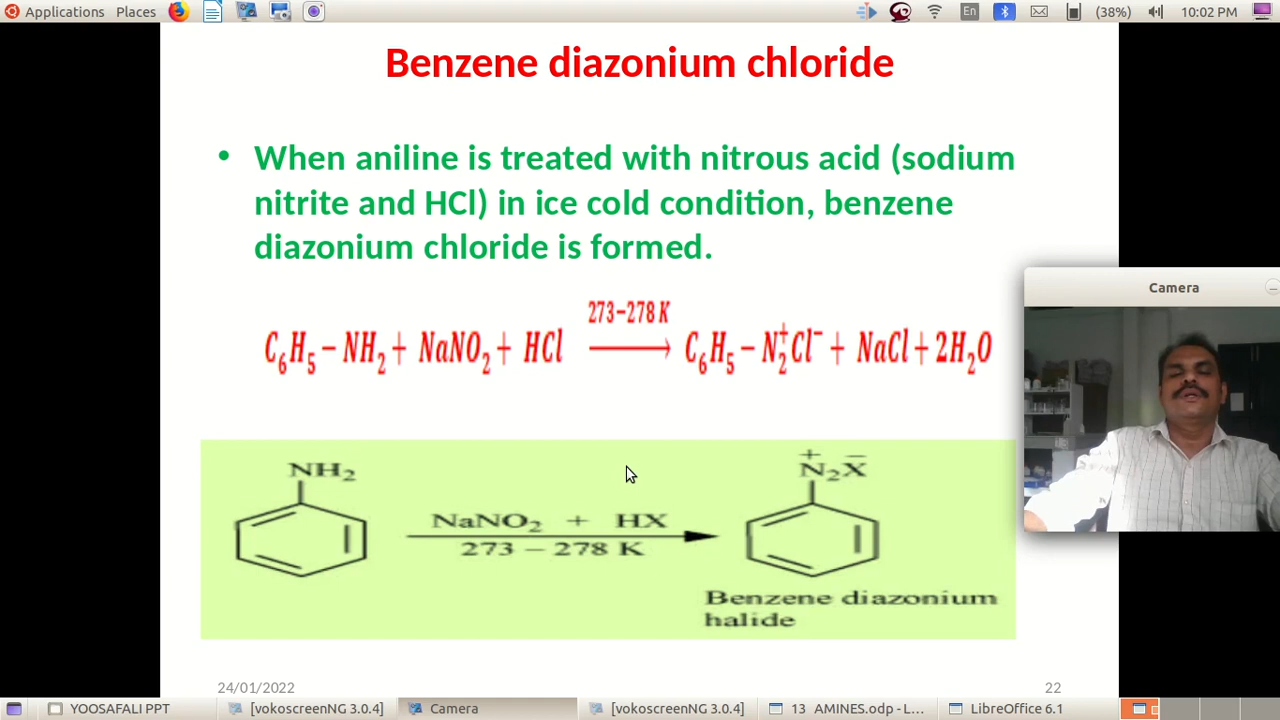 Applications Places En (38%) 10:02 PM
Benzene diazonium chloride
• When aniline is treated with nitrous acid (sodium
nitrite and HCl) in ice cold condition, benzene
diazonium chloride is formed.
273−278 K
C₆H₅ − NH₂ + NaNO₂ + HCl ⟶ C₆H₅ − N₂⁺Cl⁻ + NaCl + 2H₂O
Camera
NH₂
N₂⁺X⁻
NaNO₂ + HX
273 − 278 K
Benzene diazonium
halide
24/01/2022 22
YOOSAFALI PPT [vokoscreenNG 3.0.4] Camera [vokoscreenNG 3.0.4] 13 AMINES.odp - L... LibreOffice 6.1